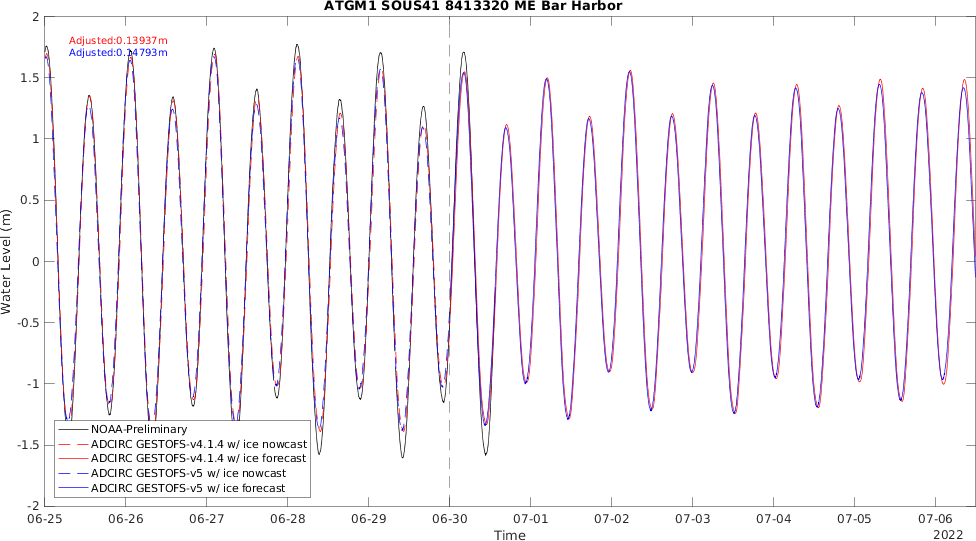 ATGM1 SOUS41 8413320 ME Bar Harbor
2
Adjusted:0.13937m
Adjusted:0.14793m
1.5
1
0.5
0
-0.5
-1
-1.5
-2
Water Level (m)
NOAA-Preliminary
ADCIRC GESTOFS-v4.1.4 w/ ice nowcast
ADCIRC GESTOFS-v4.1.4 w/ ice forecast
ADCIRC GESTOFS-v5 w/ ice nowcast
ADCIRC GESTOFS-v5 w/ ice forecast
06-25 06-26 06-27 06-28 06-29 06-30 07-01 07-02 07-03 07-04 07-05 07-06
Time
2022